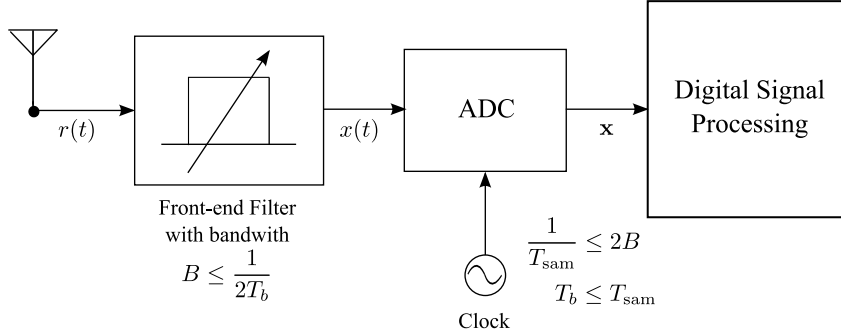 r(t)
Front-end Filter
with bandwith
B ≤ 1/(2T_b)
x(t)
ADC
x
1/T_sam ≤ 2B
T_b ≤ T_sam
Clock
Digital Signal
Processing